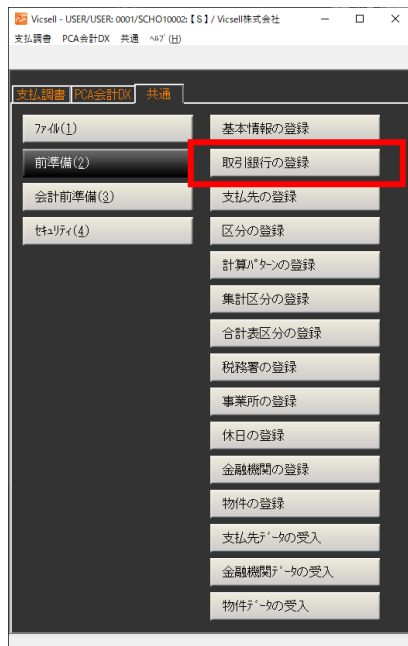 Vicsell - USER/USER: 0001/SCHO10002:【S】/ Vicsell株式会社
支払調書 PCA会計DX 共通 ﾍﾙﾌﾟ(H)
支払調書 PCA会計DX 共通
ﾌｧｲﾙ(1)
前準備(2)
会計前準備(3)
ｾｷｭﾘﾃｨ(4)
基本情報の登録
取引銀行の登録
支払先の登録
区分の登録
計算ﾊﾟﾀｰﾝの登録
集計区分の登録
合計表区分の登録
税務署の登録
事業所の登録
休日の登録
金融機関の登録
物件の登録
支払先ﾃﾞｰﾀの受入
金融機関ﾃﾞｰﾀの受入
物件ﾃﾞｰﾀの受入